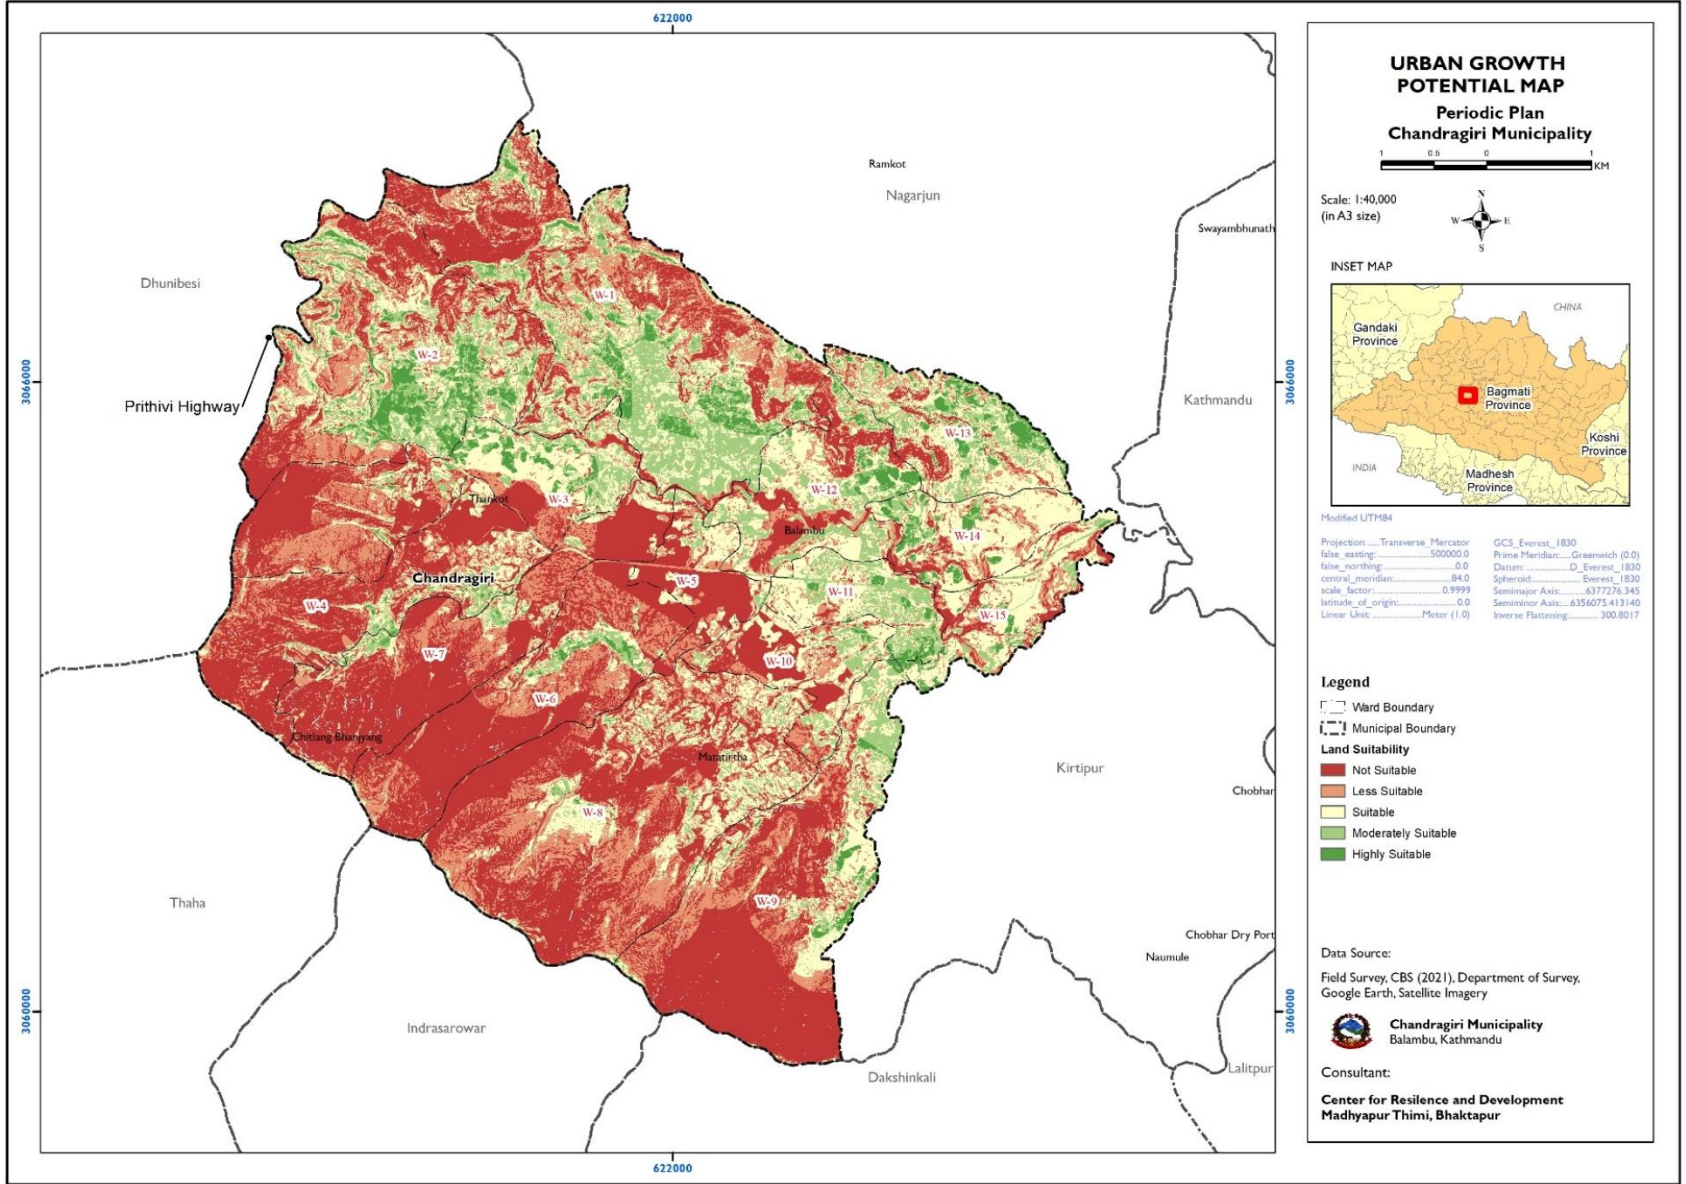 622000
Ramkot
Nagarjun
Swayambhunath
Dhunibesi
W-1
W-2
3066000
3066000
Prithivi Highway
Kathmandu
W-13
W-12
Thankot
W-3
Balambu
W-14
Chandragiri
W-5
W-11
W-4
W-15
W-7
W-10
W-6
Chitlang Bhanjyang
Matatirtha
Kirtipur
Chobhar
W-8
Thaha
W-9
Chobhar Dry Port
Naumule
3060000
3060000
Indrasarowar
Dakshinkali
Lalitpur
622000
URBAN GROWTH
POTENTIAL MAP
Periodic Plan
Chandragiri Municipality
1 0.5 0 1
KM
Scale: 1:40,000
(in A3 size)
N
W E
S
INSET MAP
CHINA
Gandaki
Province
Bagmati
Province
Koshi
Province
INDIA
Madhesh
Province
Modified UTM84
Projection: .....Transverse_Mercator
false_easting: ..........................500000.0
false_northing: ..........................0.0
central_meridian:.........................84.0
scale_factor:..........................0.9999
latitude_of_origin:......................... 0.0
Linear Unit: ......................Meter (1.0)
GCS_Everest_1830
Prime Meridian:.....Greenwich (0.0)
Datum: ......................D_Everest_1830
Spheroid:..................... Everest_1830
Semimajor Axis:.....6377276.345
Semiminor Axis:...6356075.413140
Inverse Flattening:........... 300.8017
Legend
Ward Boundary
Municipal Boundary
Land Suitability
Not Suitable
Less Suitable
Suitable
Moderately Suitable
Highly Suitable
Data Source:
Field Survey, CBS (2021), Department of Survey,
Google Earth, Satellite Imagery
Chandragiri Municipality
Balambu, Kathmandu
Consultant:
Center for Resilence and Development
Madhyapur Thimi, Bhaktapur